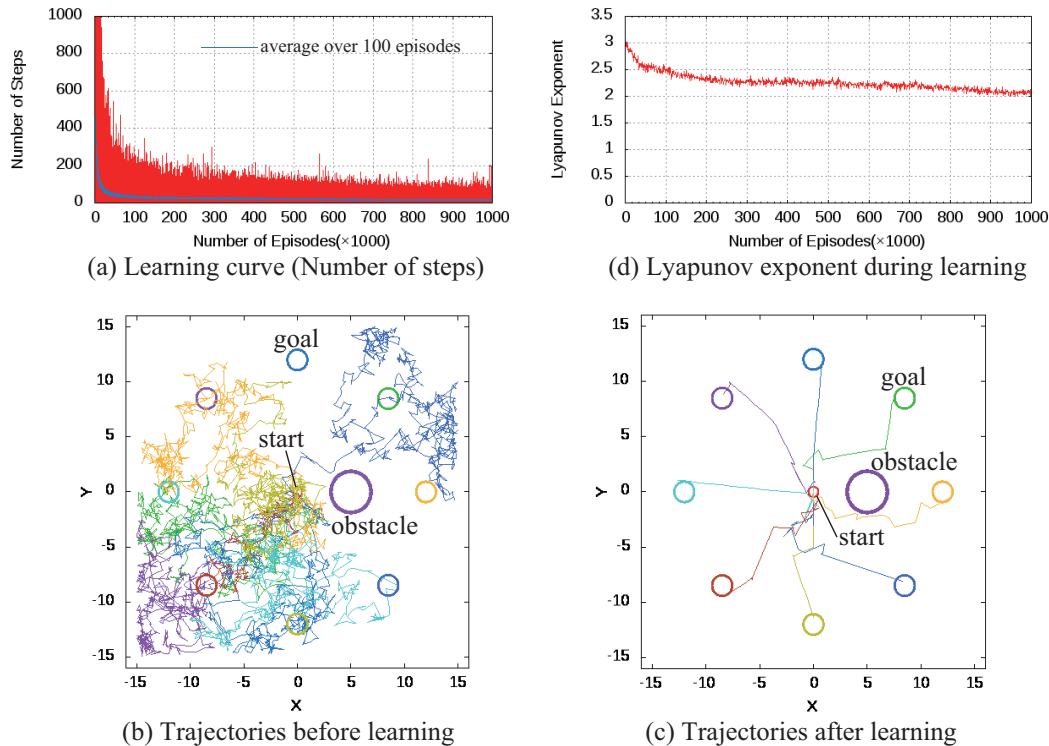 1000
800
600
400
200
0
Number of Steps
average over 100 episodes
0 100 200 300 400 500 600 700 800 900 1000
Number of Episodes(×1000)
(a) Learning curve (Number of steps)
3.5
3
2.5
2
1.5
1
0.5
0
Lyapunov Exponent
0 100 200 300 400 500 600 700 800 900 1000
Number of Episodes(×1000)
(d) Lyapunov exponent during learning
15
10
5
0
-5
-10
-15
Y
goal
start
obstacle
-15 -10 -5 0 5 10 15
X
(b) Trajectories before learning
15
10
5
0
-5
-10
-15
Y
goal
obstacle
start
-15 -10 -5 0 5 10 15
X
(c) Trajectories after learning